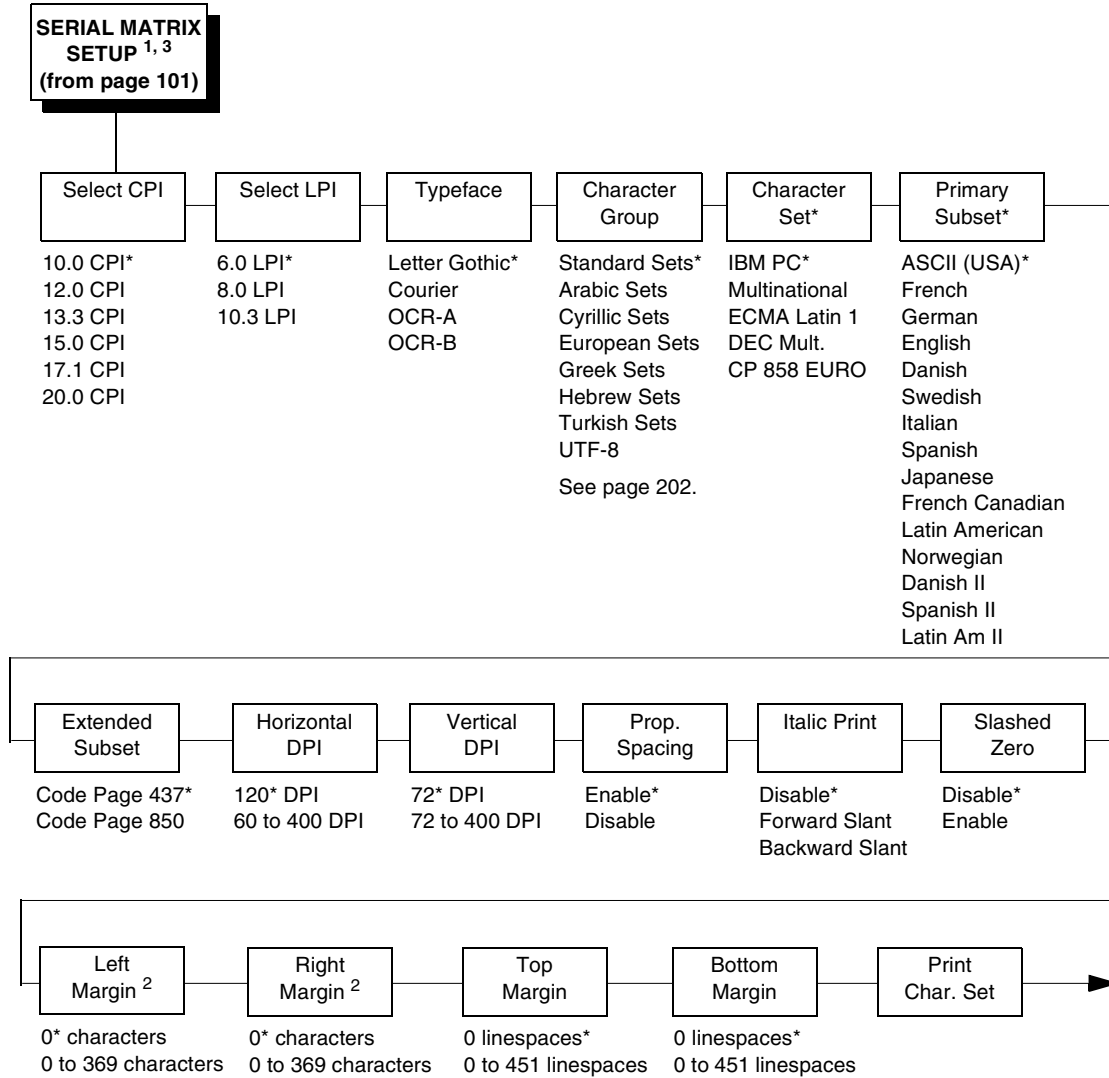 SERIAL MATRIX
SETUP 1, 3
(from page 101)
Select CPI
10.0 CPI*
12.0 CPI
13.3 CPI
15.0 CPI
17.1 CPI
20.0 CPI
Select LPI
6.0 LPI*
8.0 LPI
10.3 LPI
Typeface
Letter Gothic*
Courier
OCR-A
OCR-B
Character
Group
Standard Sets*
Arabic Sets
Cyrillic Sets
European Sets
Greek Sets
Hebrew Sets
Turkish Sets
UTF-8
See page 202.
Character
Set*
IBM PC*
Multinational
ECMA Latin 1
DEC Mult.
CP 858 EURO
Primary
Subset*
ASCII (USA)*
French
German
English
Danish
Swedish
Italian
Spanish
Japanese
French Canadian
Latin American
Norwegian
Danish II
Spanish II
Latin Am II
Extended
Subset
Code Page 437*
Code Page 850
Horizontal
DPI
120* DPI
60 to 400 DPI
Vertical
DPI
72* DPI
72 to 400 DPI
Prop.
Spacing
Enable*
Disable
Italic Print
Disable*
Forward Slant
Backward Slant
Slashed
Zero
Disable*
Enable
Left
Margin 2
0* characters
0 to 369 characters
Right
Margin 2
0* characters
0 to 369 characters
Top
Margin
0 linespaces*
0 to 451 linespaces
Bottom
Margin
0 linespaces*
0 to 451 linespaces
Print
Char. Set